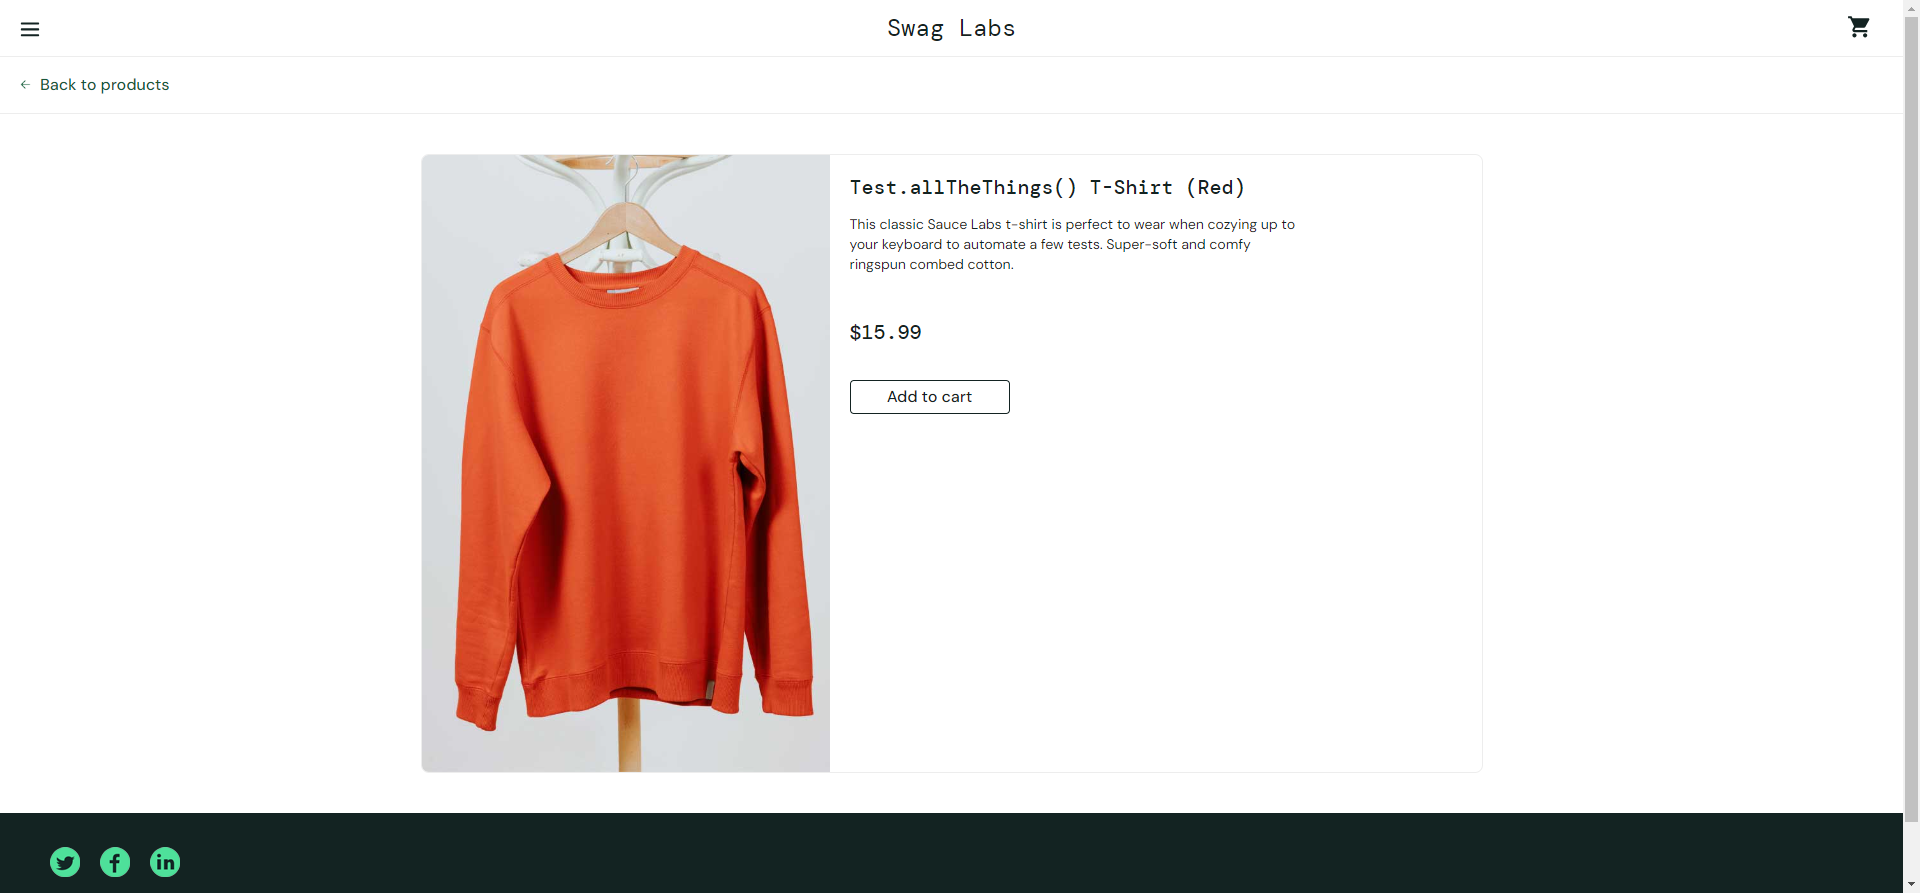 Swag Labs
Back to products
Test.allTheThings() T-Shirt (Red)
This classic Sauce Labs t-shirt is perfect to wear when cozying up to
your keyboard to automate a few tests. Super-soft and comfy
ringspun combed cotton.
$15.99
Add to cart